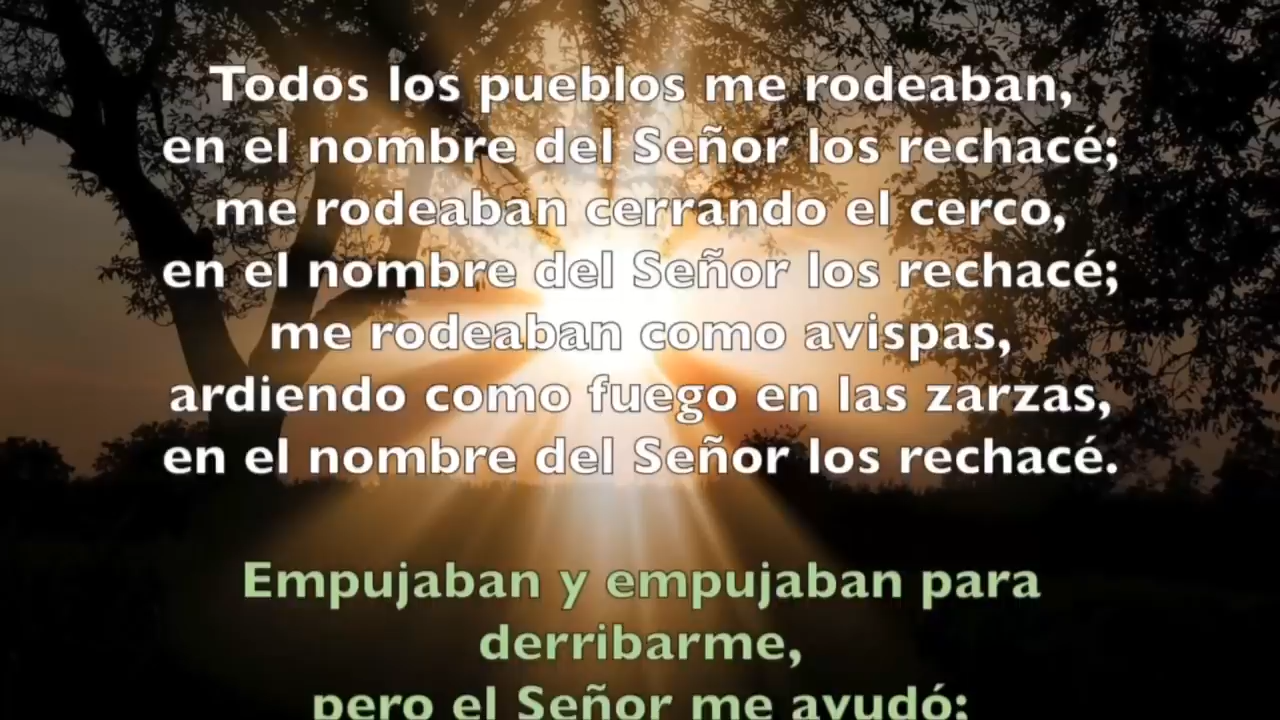 Todos los pueblos me rodeaban,
en el nombre del Señor los rechacé;
me rodeaban cerrando el cerco,
en el nombre del Señor los rechacé;
me rodeaban como avispas,
ardiendo como fuego en las zarzas,
en el nombre del Señor los rechacé.
Empujaban y empujaban para
derribarme,
pero el Señor me ayudó;